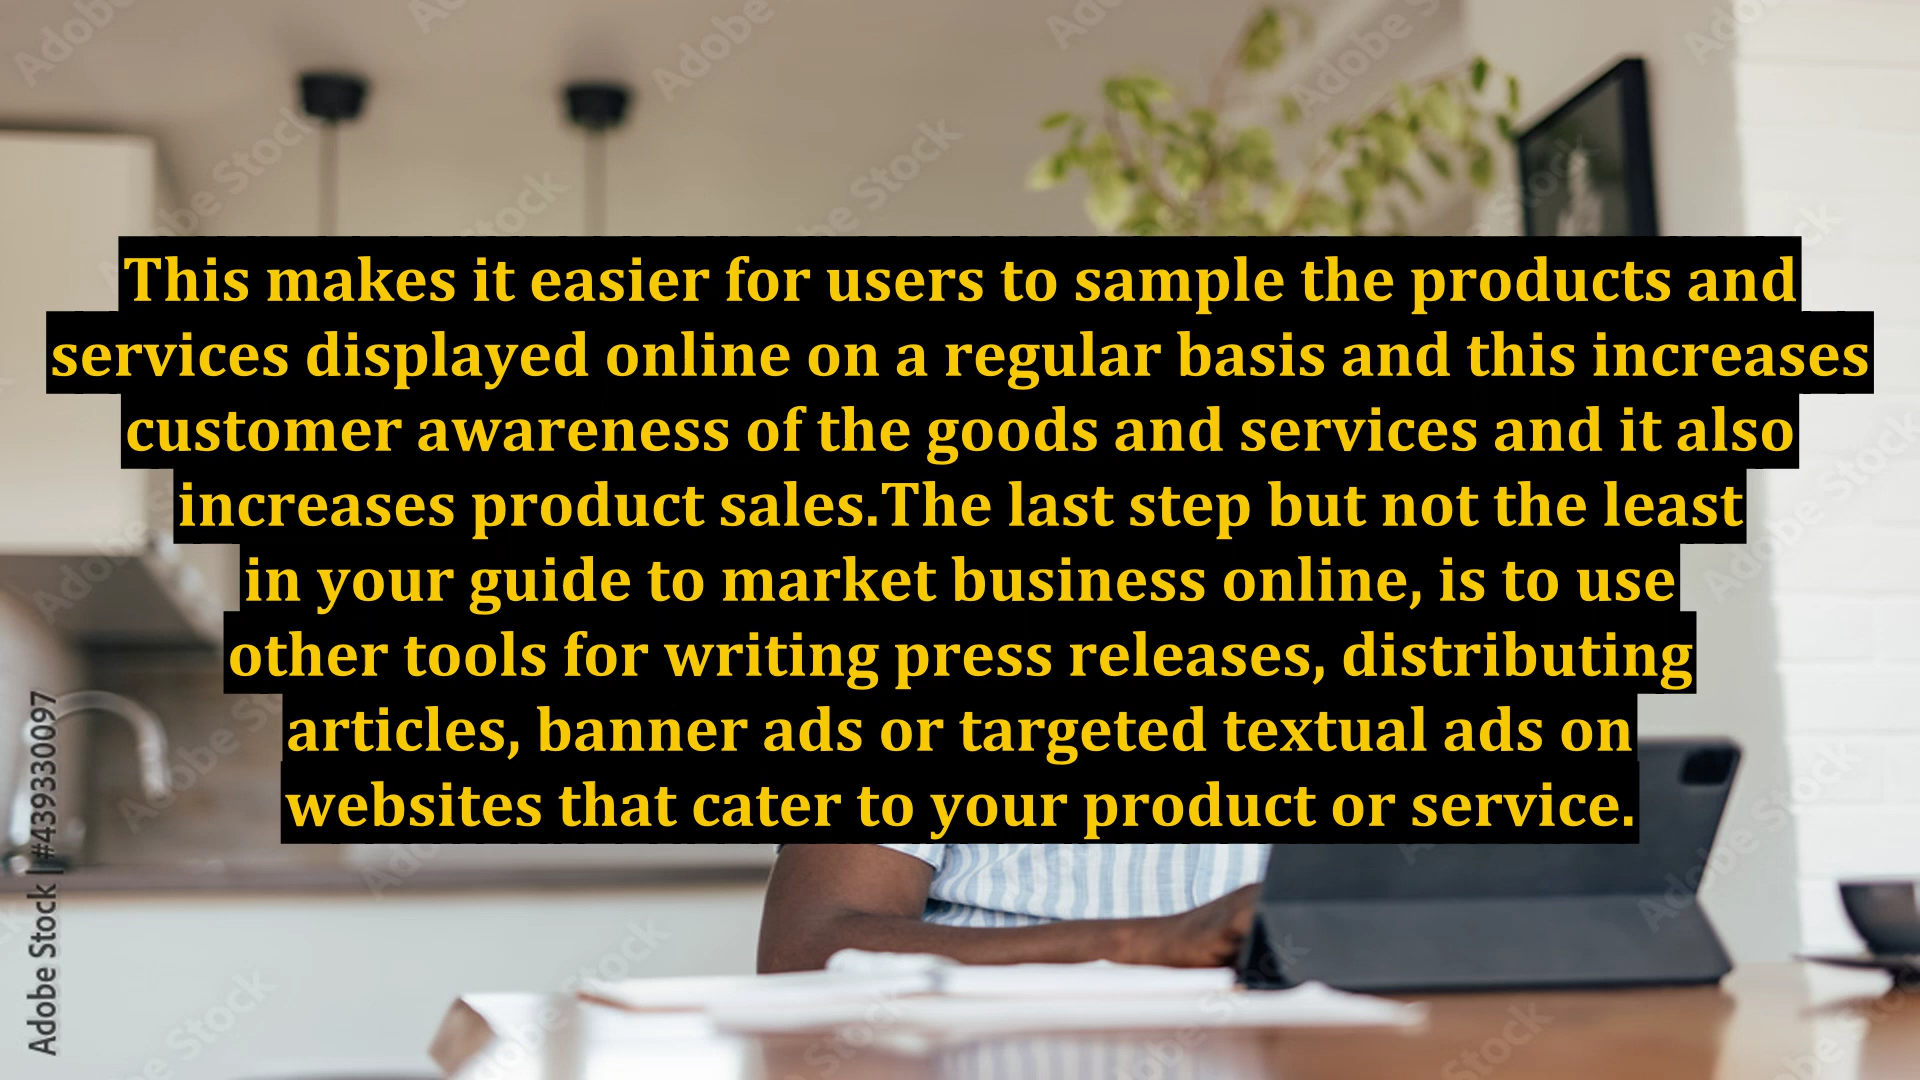 This makes it easier for users to sample the products and
services displayed online on a regular basis and this increases
customer awareness of the goods and services and it also
increases product sales.The last step but not the least
in your guide to market business online, is to use
other tools for writing press releases, distributing
articles, banner ads or targeted textual ads on
websites that cater to your product or service.
Adobe Stock | #439330097
Adobe Stock